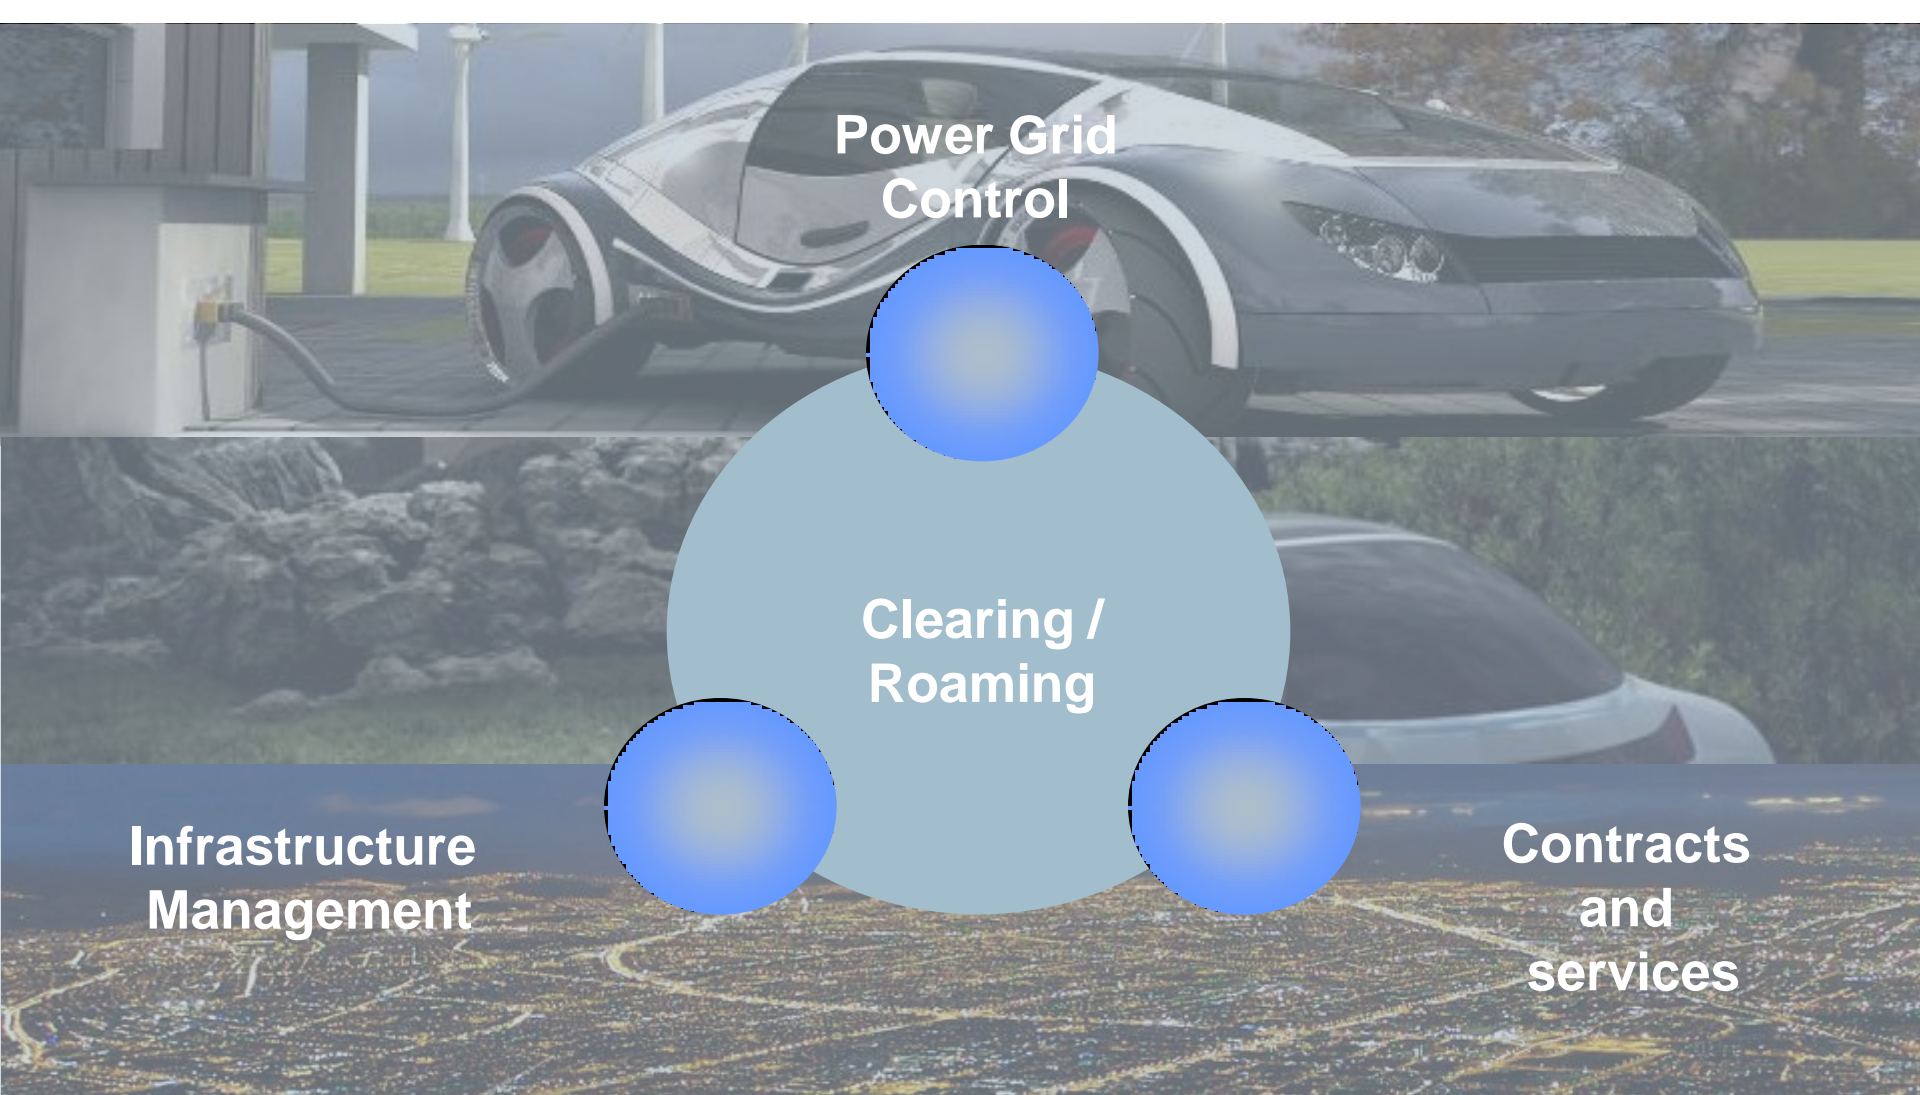 Power Grid
Control
Clearing /
Roaming
Infrastructure
Management
Contracts
and
services